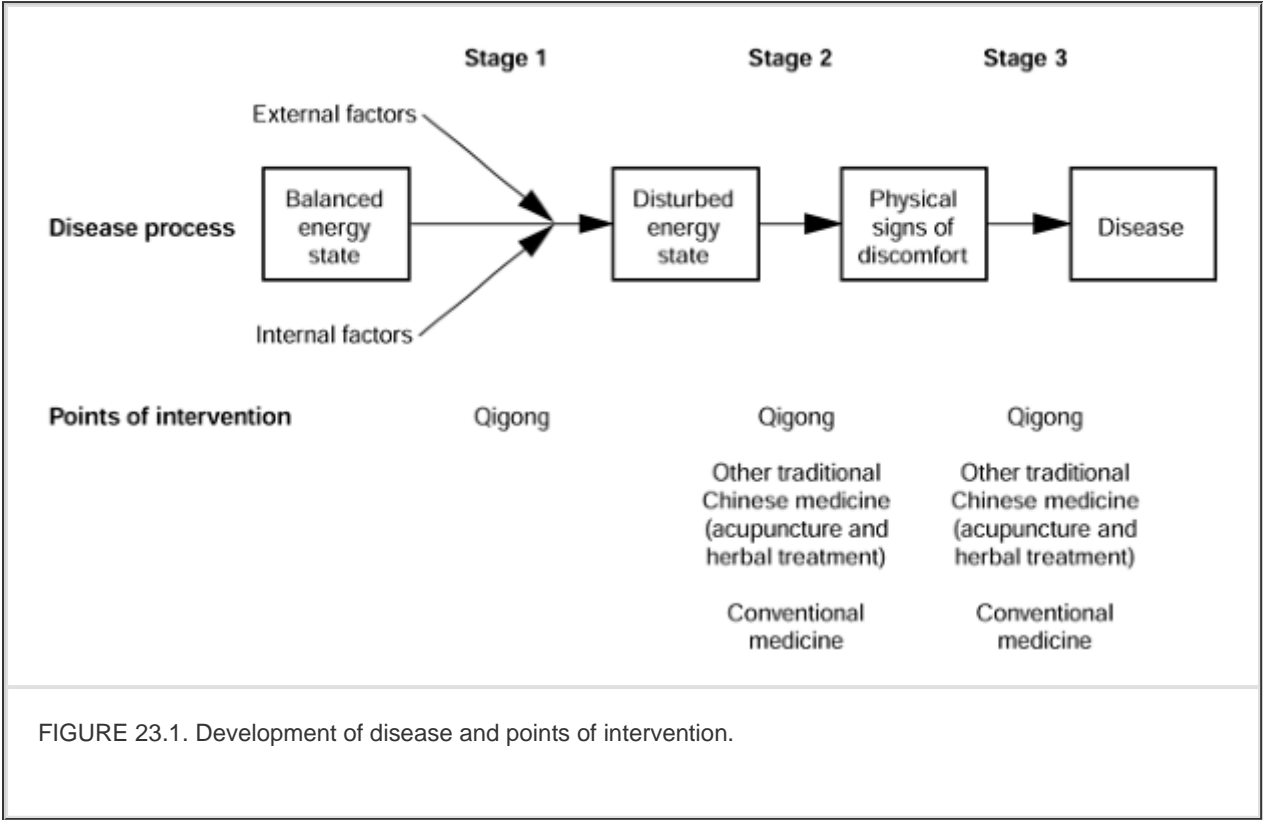 Stage 1 Stage 2 Stage 3
External factors
Disease process
Balanced
energy
state
Disturbed
energy
state
Physical
signs of
discomfort
Disease
Internal factors
Points of intervention Qigong Qigong Qigong
Other traditional
Chinese medicine
(acupuncture and
herbal treatment)
Other traditional
Chinese medicine
(acupuncture and
herbal treatment)
Conventional
medicine
Conventional
medicine
FIGURE 23.1. Development of disease and points of intervention.